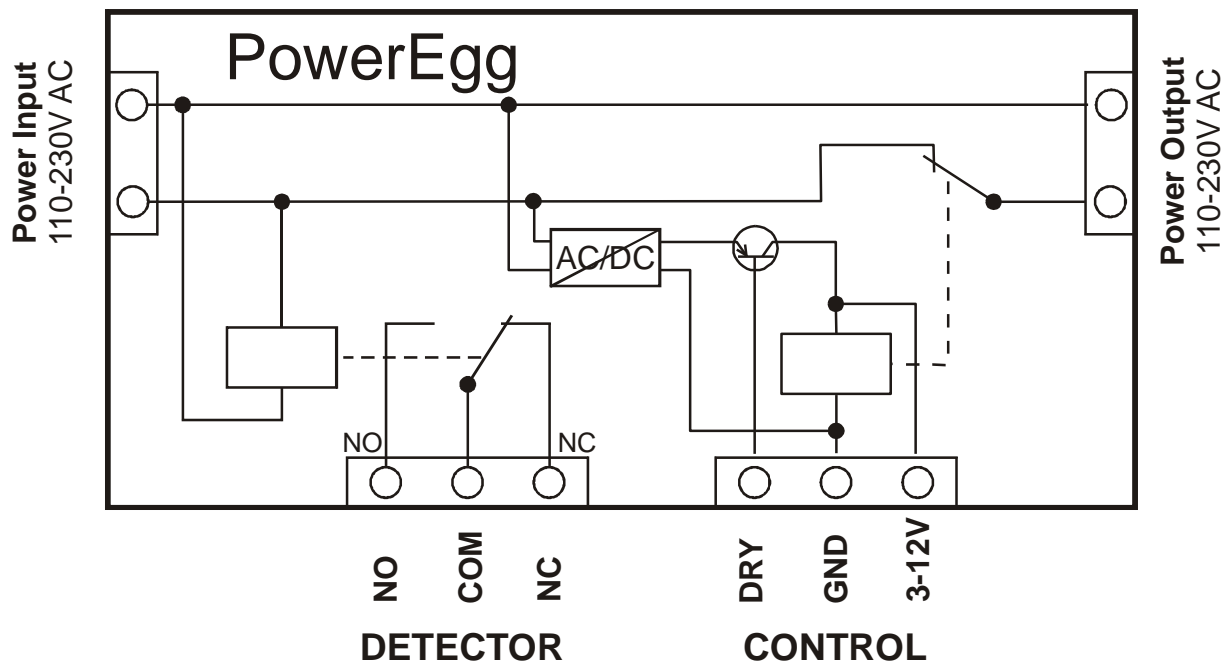 PowerEgg
Power Input
110-230V AC
Power Output
110-230V AC
AC/DC
NO
NC
NO
COM
NC
DRY
GND
3-12V
DETECTOR
CONTROL